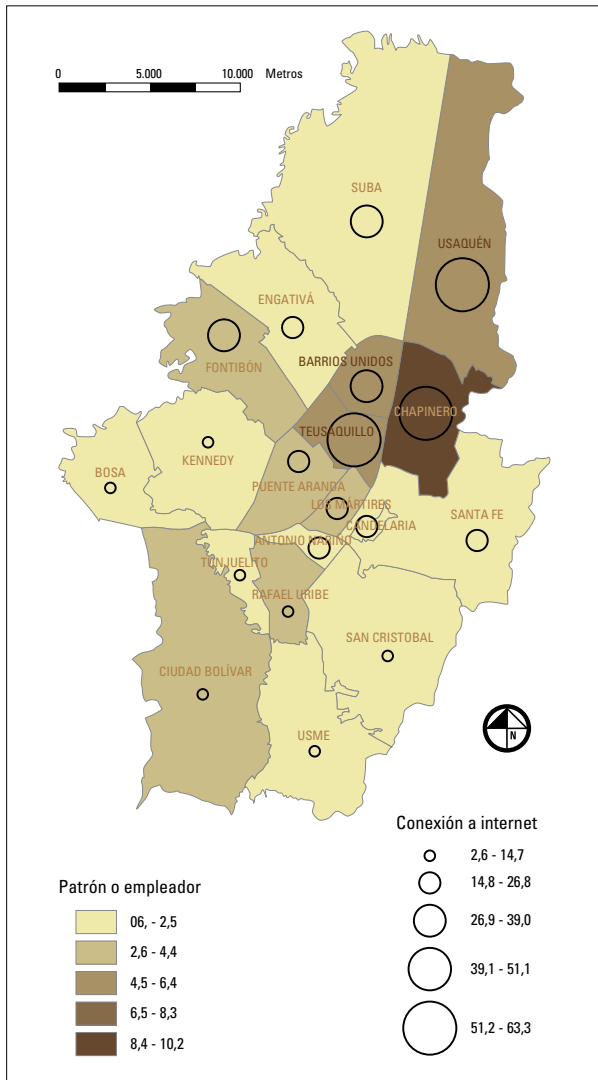 0 5.000 10.000 Metros
SUBA
USAQUÉN
ENGATIVÁ
BARRIOS UNIDOS
FONTIBÓN
CHAPINERO
TEUSAQUILLO
KENNEDY
BOSA
PUENTE ARANDA
LOS MÁRTIRES
SANTA FE
CANDELARIA
ANTONIO NARIÑO
TUNJUELITO
RAFAEL URIBE
SAN CRISTOBAL
CIUDAD BOLÍVAR
USME
N
Conexión a internet
2,6 - 14,7
14,8 - 26,8
26,9 - 39,0
39,1 - 51,1
51,2 - 63,3
Patrón o empleador
06, - 2,5
2,6 - 4,4
4,5 - 6,4
6,5 - 8,3
8,4 - 10,2